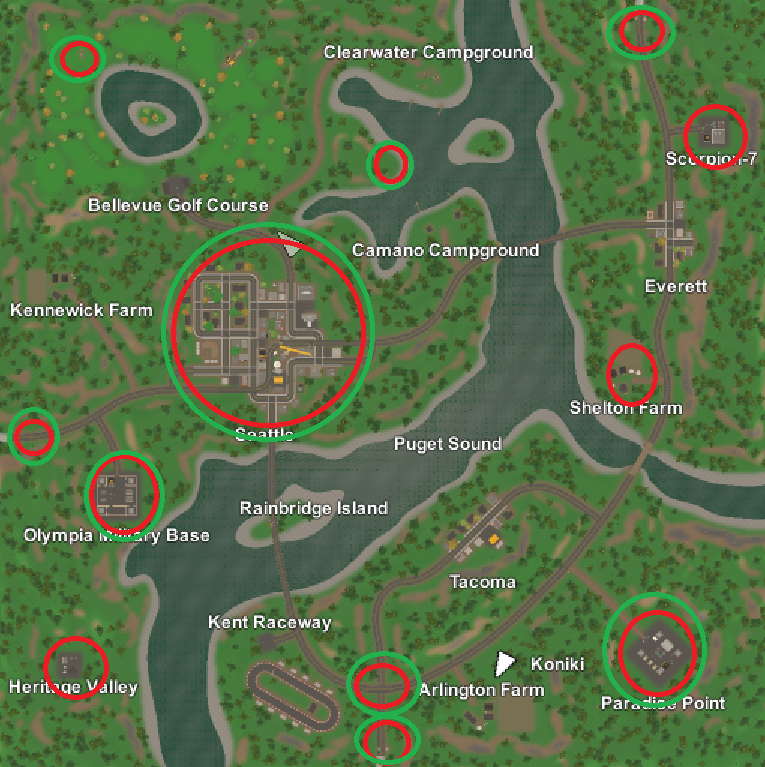 Clearwater Campground
Scorpion-7
Bellevue Golf Course
Camano Campground
Everett
Kennewick Farm
Shelton Farm
Seattle
Puget Sound
Rainbridge Island
Olympia Military Base
Tacoma
Kent Raceway
Koniki
Heritage Valley
Arlington Farm
Paradise Point